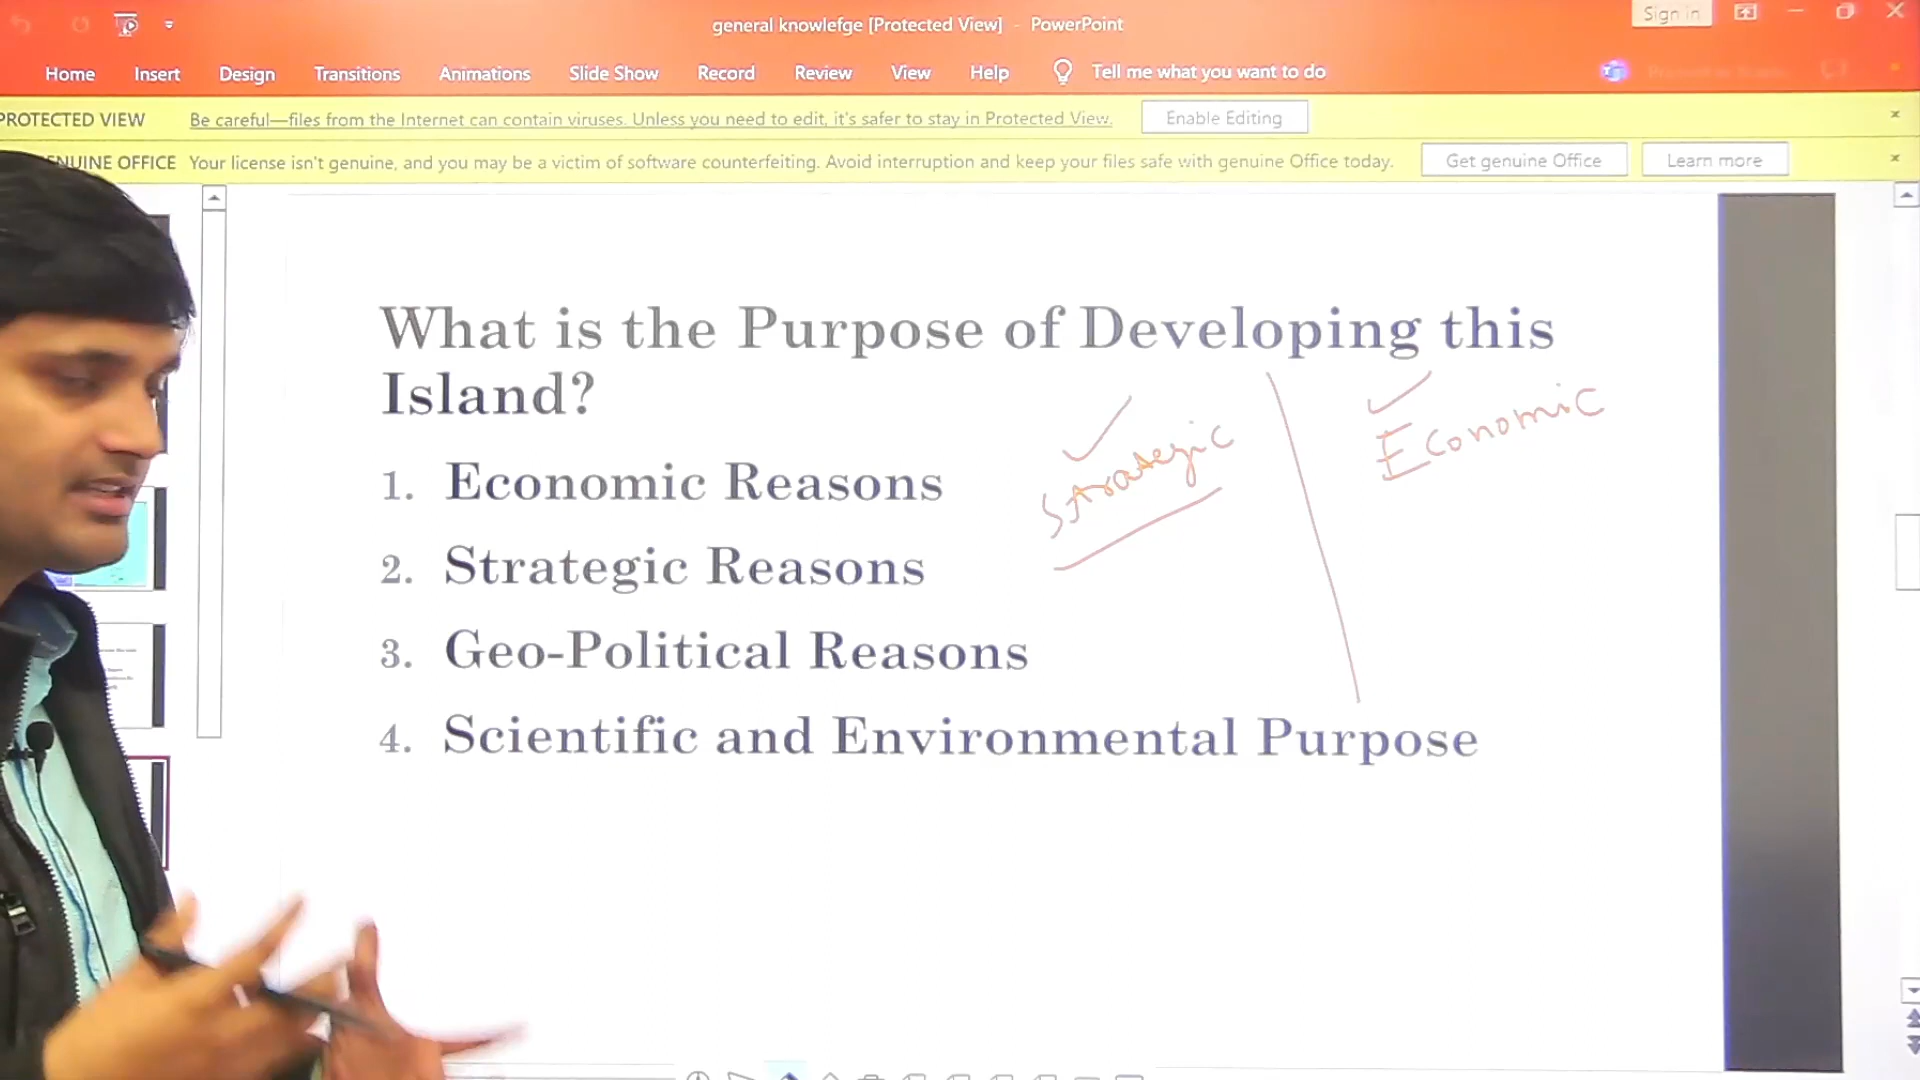 general knowlefge [Protected View] - PowerPoint
Sign in
Home Insert Design Transitions Animations Slide Show Record Review View Help Tell me what you want to do
PROTECTED VIEW Be careful—files from the Internet can contain viruses. Unless you need to edit, it's safer to stay in Protected View. Enable Editing
NUINE OFFICE Your license isn't genuine, and you may be a victim of software counterfeiting. Avoid interruption and keep your files safe with genuine Office today. Get genuine Office Learn more
What is the Purpose of Developing this
Island?
Strategic
Economic
1. Economic Reasons
2. Strategic Reasons
3. Geo-Political Reasons
4. Scientific and Environmental Purpose